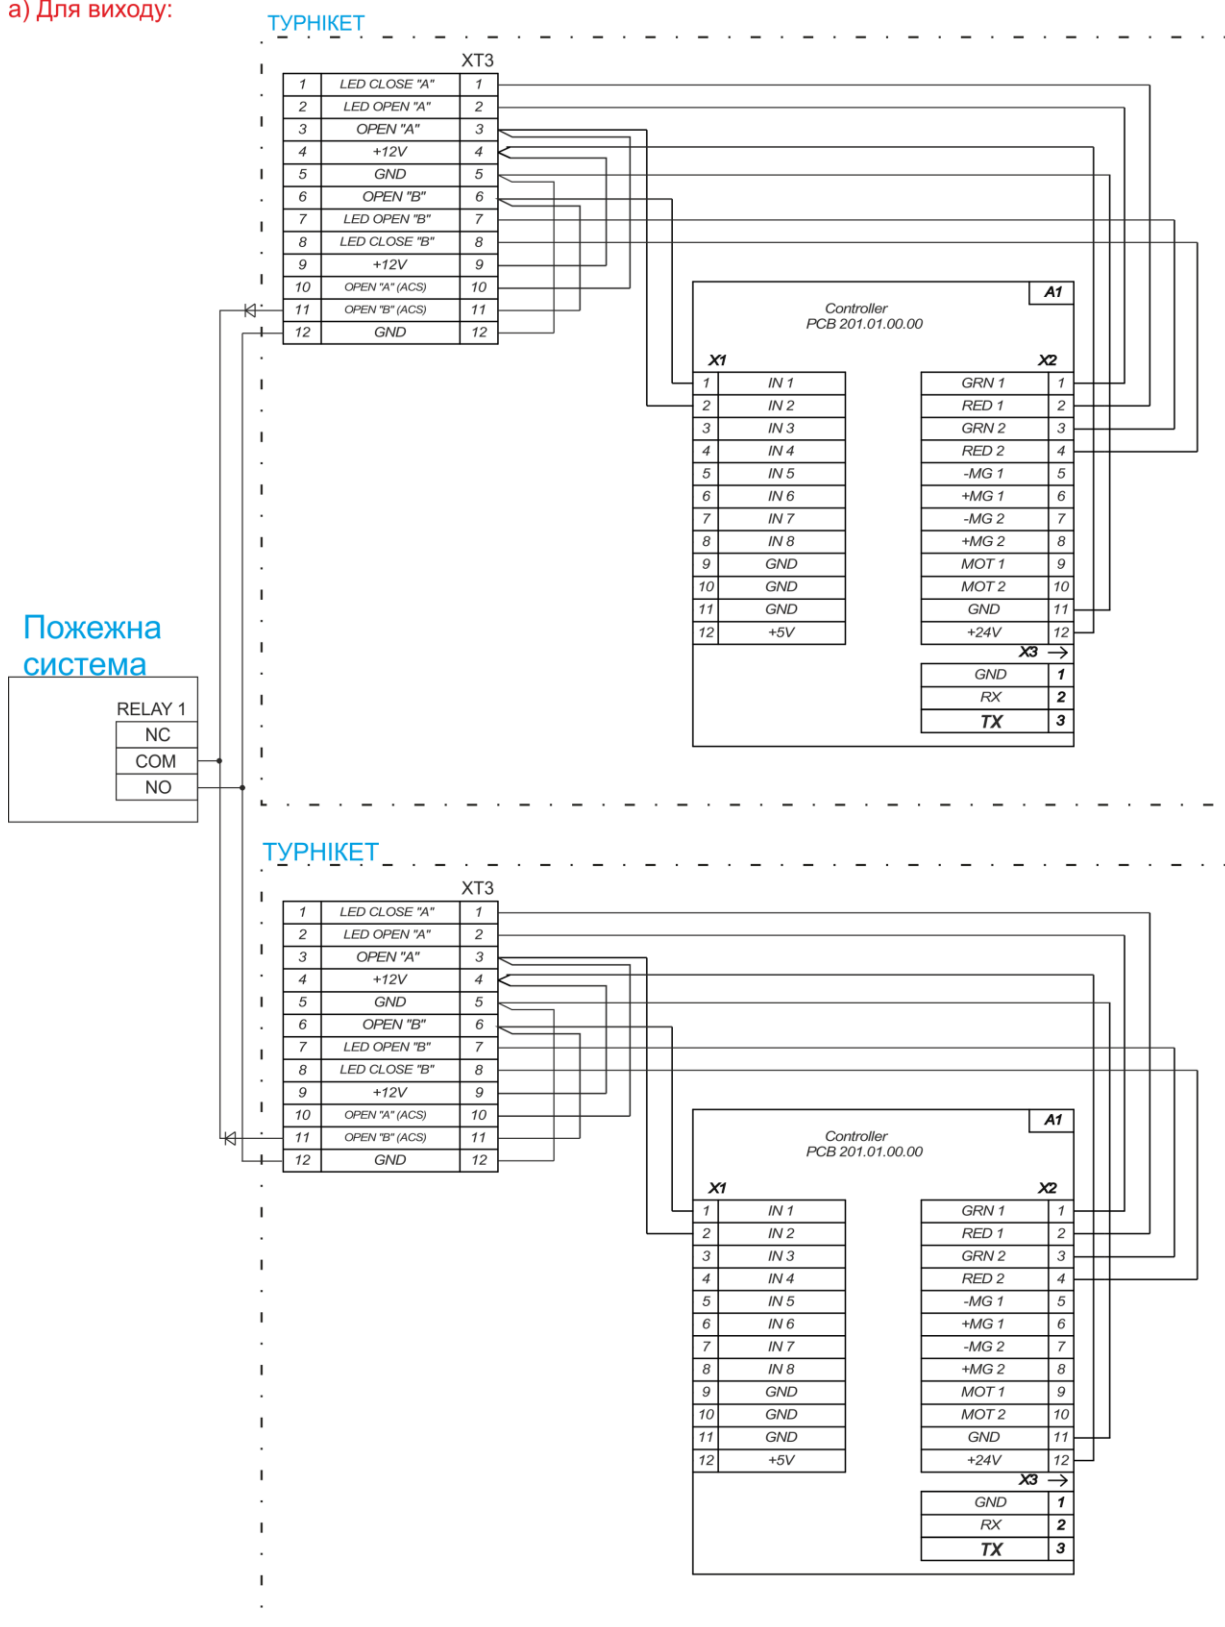 а) Для виходу:
ТУРНІКЕТ
XT3
1 LED CLOSE "A" 1
2 LED OPEN "A" 2
3 OPEN "A" 3
4 +12V 4
5 GND 5
6 OPEN "B" 6
7 LED OPEN "B" 7
8 LED CLOSE "B" 8
9 +12V 9
10 OPEN "A" (ACS) 10
11 OPEN "B" (ACS) 11
12 GND 12
A1
Controller
PCB 201.01.00.00
X1 X2
1 IN 1 GRN 1 1
2 IN 2 RED 1 2
3 IN 3 GRN 2 3
4 IN 4 RED 2 4
5 IN 5 -MG 1 5
6 IN 6 +MG 1 6
7 IN 7 -MG 2 7
8 IN 8 +MG 2 8
9 GND MOT 1 9
10 GND MOT 2 10
11 GND GND 11
12 +5V +24V 12
X3 →
GND 1
RX 2
TX 3
Пожежна
система
RELAY 1
NC
COM
NO
ТУРНІКЕТ
XT3
1 LED CLOSE "A" 1
2 LED OPEN "A" 2
3 OPEN "A" 3
4 +12V 4
5 GND 5
6 OPEN "B" 6
7 LED OPEN "B" 7
8 LED CLOSE "B" 8
9 +12V 9
10 OPEN "A" (ACS) 10
11 OPEN "B" (ACS) 11
12 GND 12
A1
Controller
PCB 201.01.00.00
X1 X2
1 IN 1 GRN 1 1
2 IN 2 RED 1 2
3 IN 3 GRN 2 3
4 IN 4 RED 2 4
5 IN 5 -MG 1 5
6 IN 6 +MG 1 6
7 IN 7 -MG 2 7
8 IN 8 +MG 2 8
9 GND MOT 1 9
10 GND MOT 2 10
11 GND GND 11
12 +5V +24V 12
X3 →
GND 1
RX 2
TX 3